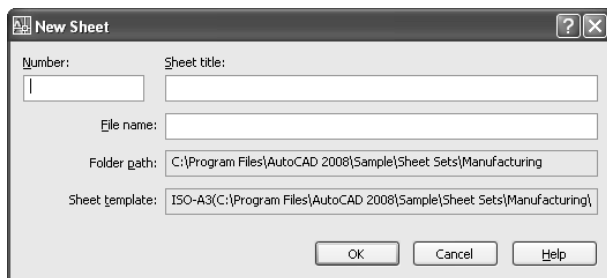 New Sheet
Number: Sheet title:
File name:
Folder path: C:\Program Files\AutoCAD 2008\Sample\Sheet Sets\Manufacturing
Sheet template: ISO-A3(C:\Program Files\AutoCAD 2008\Sample\Sheet Sets\Manufacturing\
OK Cancel Help